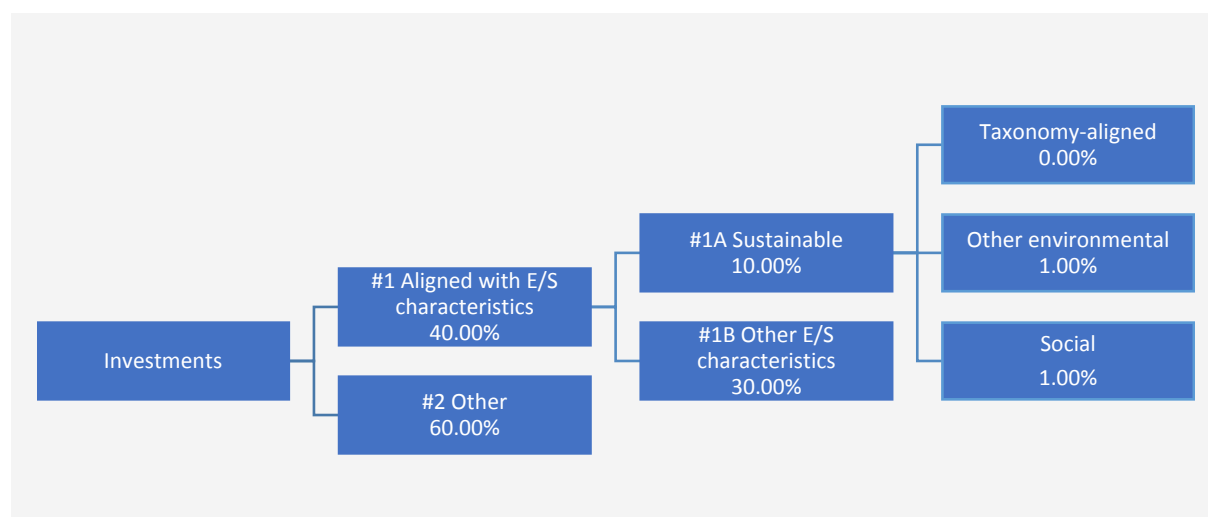 Investments
#1 Aligned with E/S
characteristics
40.00%
#2 Other
60.00%
#1A Sustainable
10.00%
#1B Other E/S
characteristics
30.00%
Taxonomy-aligned
0.00%
Other environmental
1.00%
Social
1.00%